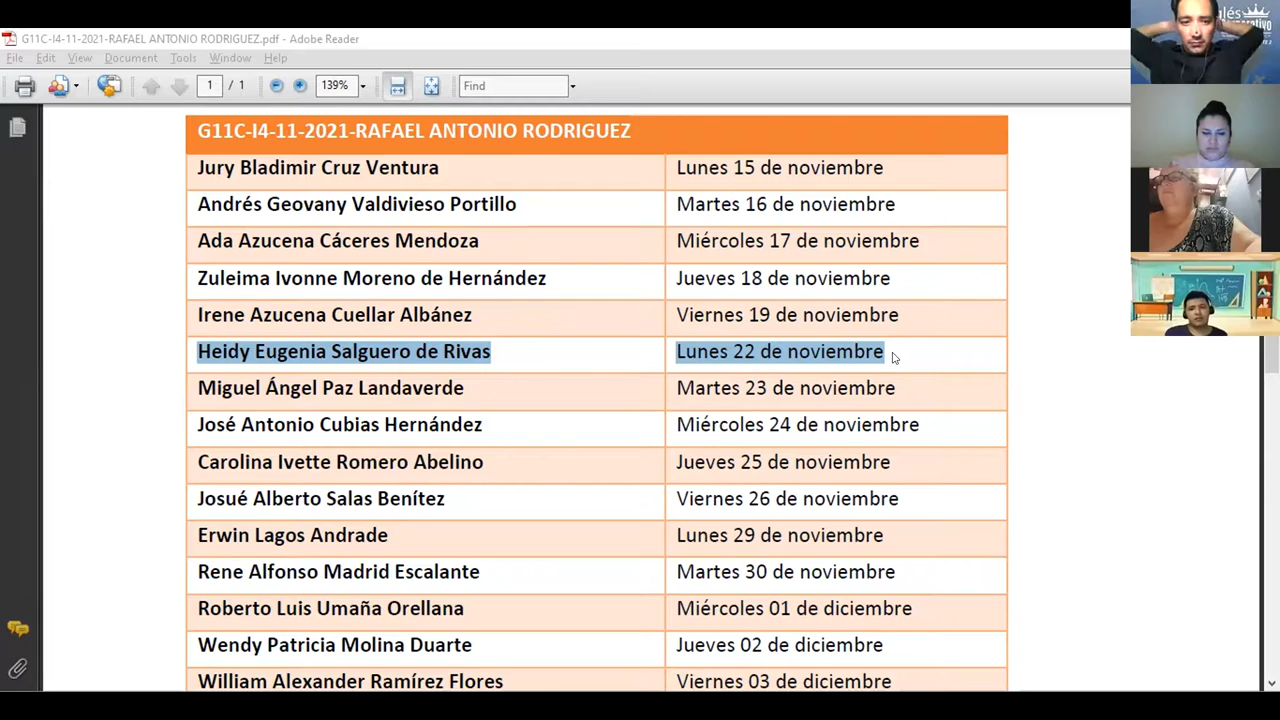 G11C-I4-11-2021-RAFAEL ANTONIO RODRIGUEZ.pdf - Adobe Reader
File Edit View Document Tools Window Help
1 / 1 139% Find
G11C-I4-11-2021-RAFAEL ANTONIO RODRIGUEZ
Jury Bladimir Cruz Ventura Lunes 15 de noviembre
Andrés Geovany Valdivieso Portillo Martes 16 de noviembre
Ada Azucena Cáceres Mendoza Miércoles 17 de noviembre
Zuleima Ivonne Moreno de Hernández Jueves 18 de noviembre
Irene Azucena Cuellar Albánez Viernes 19 de noviembre
Heidy Eugenia Salguero de Rivas Lunes 22 de noviembre
Miguel Ángel Paz Landaverde Martes 23 de noviembre
José Antonio Cubias Hernández Miércoles 24 de noviembre
Carolina Ivette Romero Abelino Jueves 25 de noviembre
Josué Alberto Salas Benítez Viernes 26 de noviembre
Erwin Lagos Andrade Lunes 29 de noviembre
Rene Alfonso Madrid Escalante Martes 30 de noviembre
Roberto Luis Umaña Orellana Miércoles 01 de diciembre
Wendy Patricia Molina Duarte Jueves 02 de diciembre
William Alexander Ramírez Flores Viernes 03 de diciembre